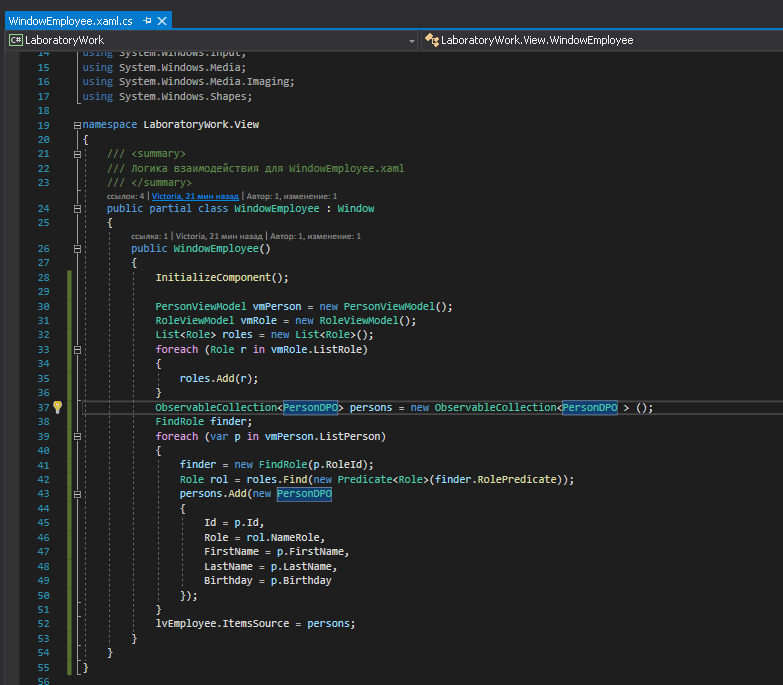 WindowEmployee.xaml.cs
C# LaboratoryWork LaboratoryWork.View.WindowEmployee
14 using System.Windows.Input;
15 using System.Windows.Media;
16 using System.Windows.Media.Imaging;
17 using System.Windows.Shapes;
18
19 namespace LaboratoryWork.View
20 {
21 /// <summary>
22 /// Логика взаимодействия для WindowEmployee.xaml
23 /// </summary>
ссылок: 4 | Victoria, 21 мин назад | Автор: 1, изменение: 1
24 public partial class WindowEmployee : Window
25 {
ссылка: 1 | Victoria, 21 мин назад | Автор: 1, изменение: 1
26 public WindowEmployee()
27 {
28 InitializeComponent();
29
30 PersonViewModel vmPerson = new PersonViewModel();
31 RoleViewModel vmRole = new RoleViewModel();
32 List<Role> roles = new List<Role>();
33 foreach (Role r in vmRole.ListRole)
34 {
35 roles.Add(r);
36 }
37 ObservableCollection<PersonDPO> persons = new ObservableCollection<PersonDPO > ();
38 FindRole finder;
39 foreach (var p in vmPerson.ListPerson)
40 {
41 finder = new FindRole(p.RoleId);
42 Role rol = roles.Find(new Predicate<Role>(finder.RolePredicate));
43 persons.Add(new PersonDPO
44 {
45 Id = p.Id,
46 Role = rol.NameRole,
47 FirstName = p.FirstName,
48 LastName = p.LastName,
49 Birthday = p.Birthday
50 });
51 }
52 lvEmployee.ItemsSource = persons;
53 }
54 }
55 }
56